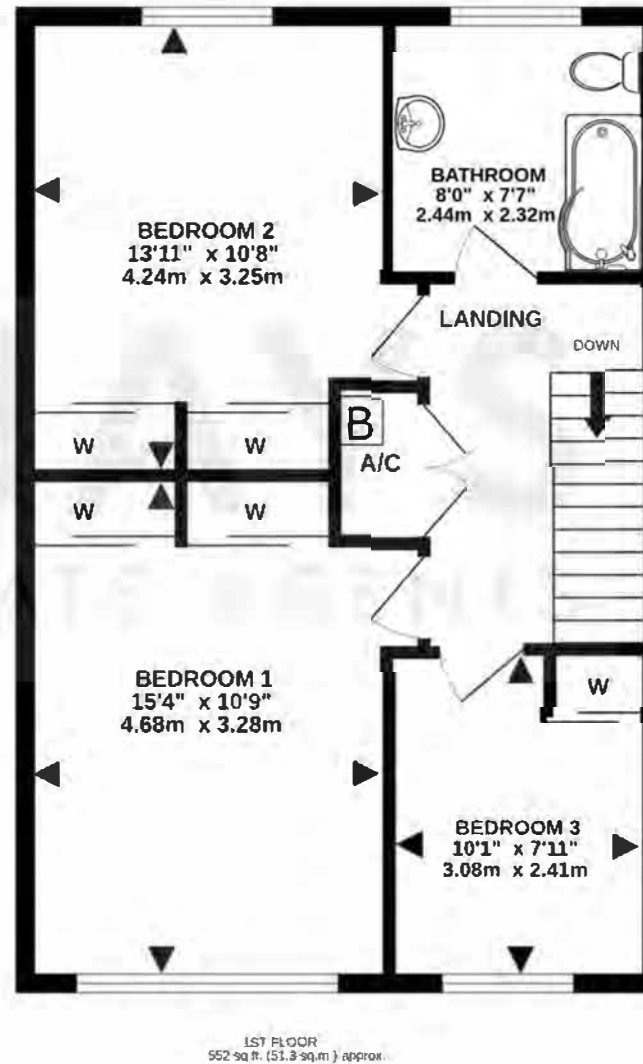 BEDROOM 2
13'11" x 10'8"
4.24m x 3.25m
BATHROOM
8'0" x 7'7"
2.44m x 2.32m
LANDING
DOWN
B
A/C
W
W
W
W
BEDROOM 1
15'4" x 10'9"
4.68m x 3.28m
W
BEDROOM 3
10'1" x 7'11"
3.08m x 2.41m
1ST FLOOR
552 sq.ft. (51.3 sq.m.) approx.